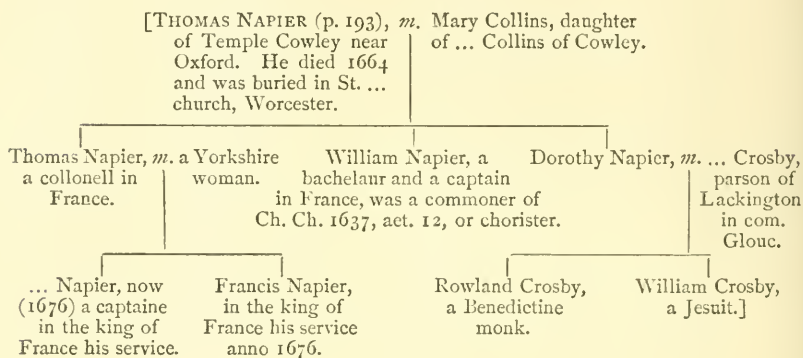 [THOMAS NAPIER (p. 193), m. Mary Collins, daughter
of Temple Cowley near of ... Collins of Cowley.
Oxford. He died 1664
and was buried in St. ...
church, Worcester.
Thomas Napier, m. a Yorkshire
a collonell in woman.
France.
William Napier, a
bachelaur and a captain
in France, was a commoner of
Ch. Ch. 1637, aet. 12, or chorister.
Dorothy Napier, m. ... Crosby,
parson of
Lackington
in com.
Glouc.
... Napier, now
(1676) a captaine
in the king of
France his service.
Francis Napier,
in the king of
France his service
anno 1676.
Rowland Crosby,
a Benedictine
monk.
William Crosby,
a Jesuit.]